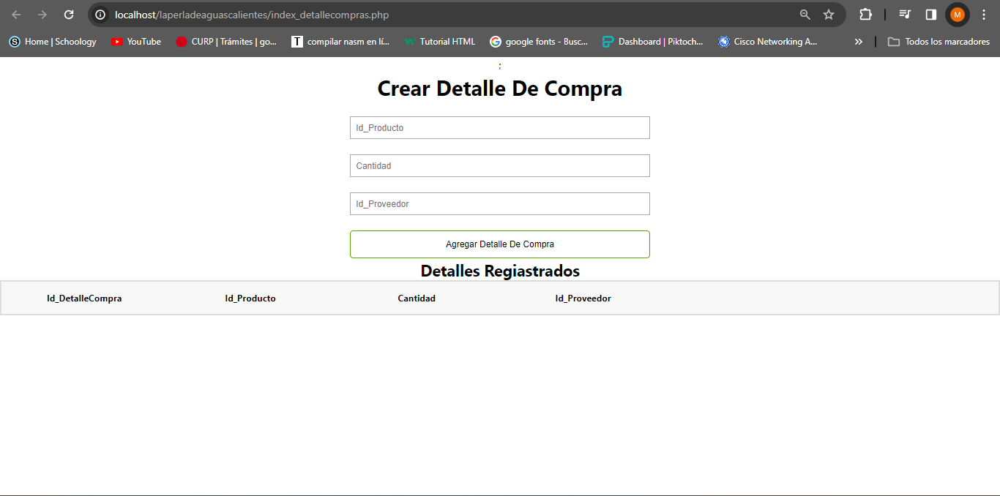 localhost/laperladeaguascalientes/index_detallecompras.php
M
Home | Schoology YouTube CURP | Trámites | go... compilar nasm en lí... Tutorial HTML google fonts - Busc... Dashboard | Piktoch... Cisco Networking A... » Todos los marcadores
;
Crear Detalle De Compra
Id_Producto
Cantidad
Id_Proveedor
Agregar Detalle De Compra
Detalles Regiastrados
Id_DetalleCompra Id_Producto Cantidad Id_Proveedor